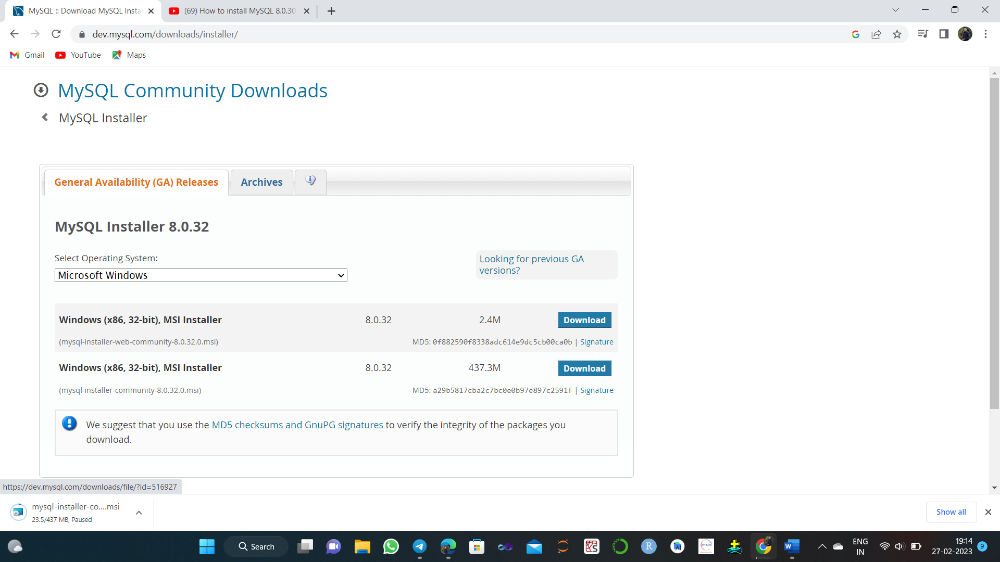 MySQL :: Download MySQL Insta
(69) How to install MySQL 8.0.30
dev.mysql.com/downloads/installer/
Gmail
YouTube
Maps
MySQL Community Downloads
MySQL Installer
General Availability (GA) Releases
Archives
MySQL Installer 8.0.32
Select Operating System:
Looking for previous GA
versions?
Microsoft Windows
Windows (x86, 32-bit), MSI Installer 8.0.32 2.4M Download
(mysql-installer-web-community-8.0.32.0.msi) MD5: 0f882590f8338adc614e9dc5cb00ca0b | Signature
Windows (x86, 32-bit), MSI Installer 8.0.32 437.3M Download
(mysql-installer-community-8.0.32.0.msi) MD5: a29b5817cba2c7bc0e0b97e897c2591f | Signature
We suggest that you use the MD5 checksums and GnuPG signatures to verify the integrity of the packages you
download.
https://dev.mysql.com/downloads/file/?id=516927
mysql-installer-co....msi
23.5/437 MB, Paused
Show all
Search
ENG
IN
19:14
27-02-2023
9